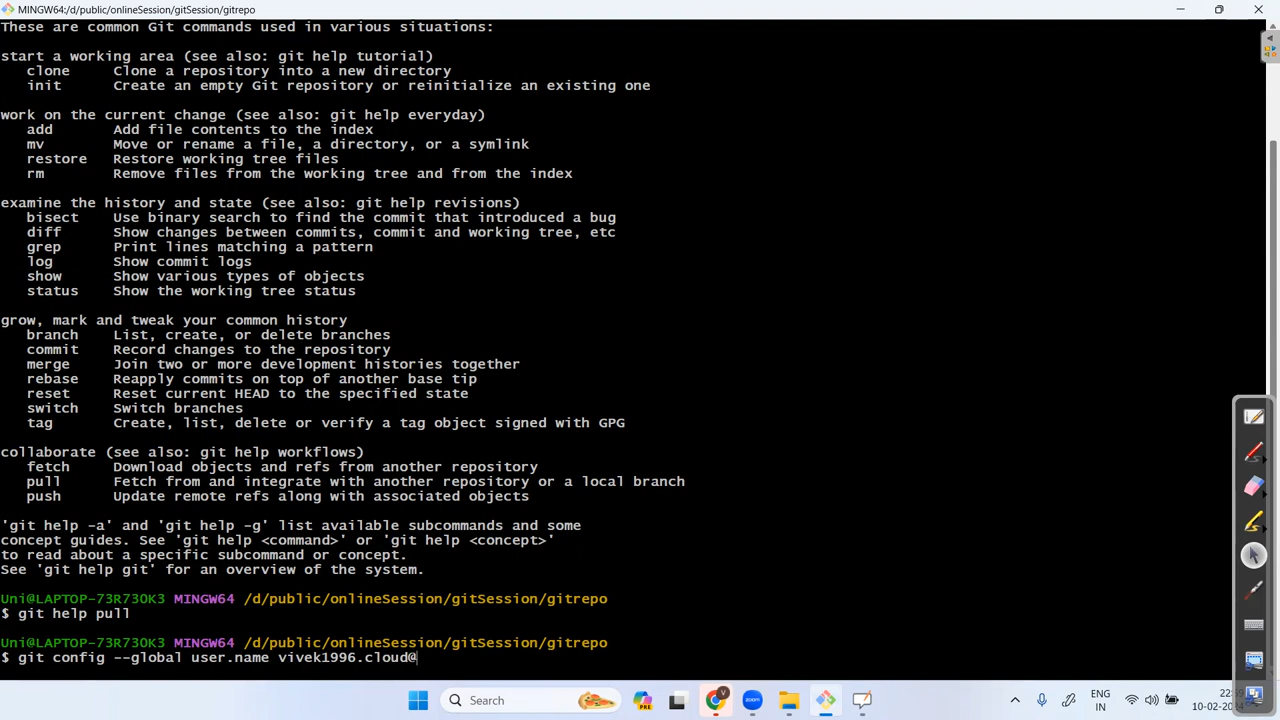 MINGW64:/d/public/onlineSession/gitSession/gitrepo
These are common Git commands used in various situations:
start a working area (see also: git help tutorial)
clone Clone a repository into a new directory
init Create an empty Git repository or reinitialize an existing one
work on the current change (see also: git help everyday)
add Add file contents to the index
mv Move or rename a file, a directory, or a symlink
restore Restore working tree files
rm Remove files from the working tree and from the index
examine the history and state (see also: git help revisions)
bisect Use binary search to find the commit that introduced a bug
diff Show changes between commits, commit and working tree, etc
grep Print lines matching a pattern
log Show commit logs
show Show various types of objects
status Show the working tree status
grow, mark and tweak your common history
branch List, create, or delete branches
commit Record changes to the repository
merge Join two or more development histories together
rebase Reapply commits on top of another base tip
reset Reset current HEAD to the specified state
switch Switch branches
tag Create, list, delete or verify a tag object signed with GPG
collaborate (see also: git help workflows)
fetch Download objects and refs from another repository
pull Fetch from and integrate with another repository or a local branch
push Update remote refs along with associated objects
'git help -a' and 'git help -g' list available subcommands and some
concept guides. See 'git help <command>' or 'git help <concept>'
to read about a specific subcommand or concept.
See 'git help git' for an overview of the system.
Uni@LAPTOP-73R73OK3 MINGW64 /d/public/onlineSession/gitSession/gitrepo
$ git help pull
Uni@LAPTOP-73R73OK3 MINGW64 /d/public/onlineSession/gitSession/gitrepo
$ git config --global user.name vivek1996.cloud@
Search
PRE
V
zoom
ENG
IN
10-02-